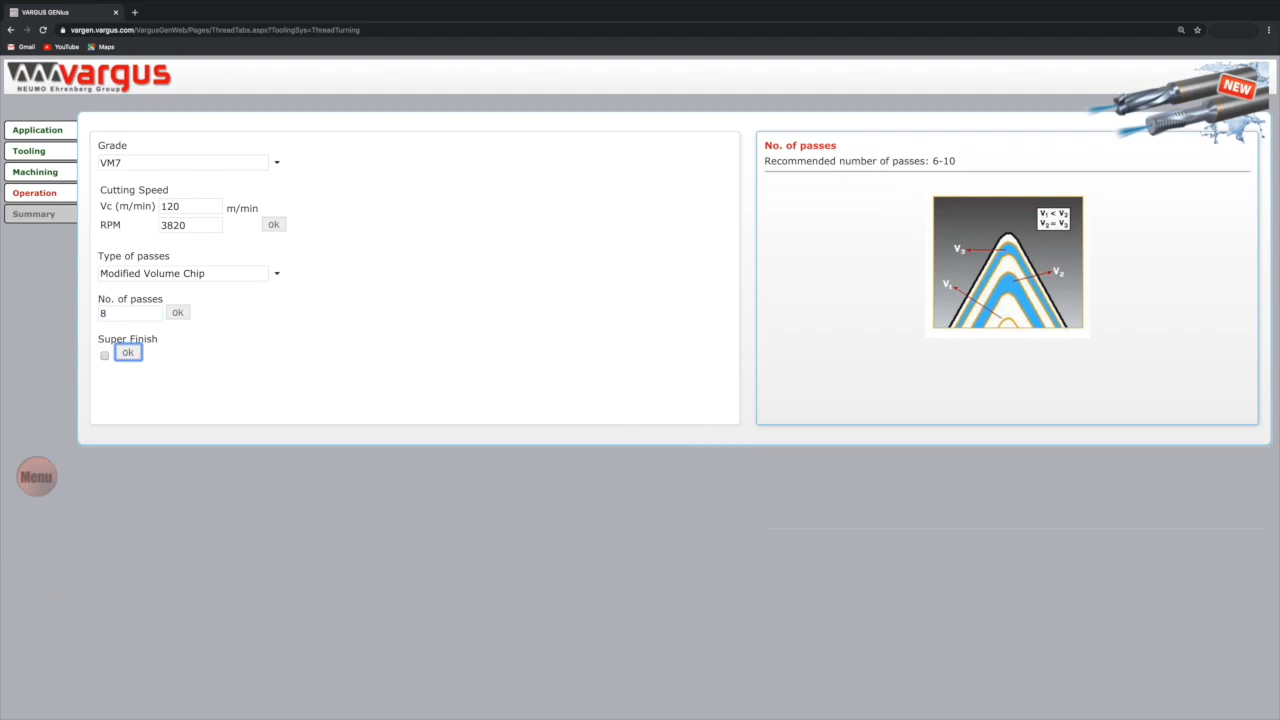 VARGUS GENius
vargen.vargus.com/VargusGenWeb/Pages/ThreadTabs.aspx?ToolingSys=ThreadTurning
Gmail YouTube Maps
vargus
NEUMO Ehrenberg Group
NEW
Application
Tooling
Machining
Operation
Summary
Menu
Grade
VM7
Cutting Speed
Vc (m/min) 120 m/min
RPM 3820 ok
Type of passes
Modified Volume Chip
No. of passes
8 ok
Super Finish
ok
No. of passes
Recommended number of passes: 6-10
V1 < V2
V2 = V3
V3
V2
V1